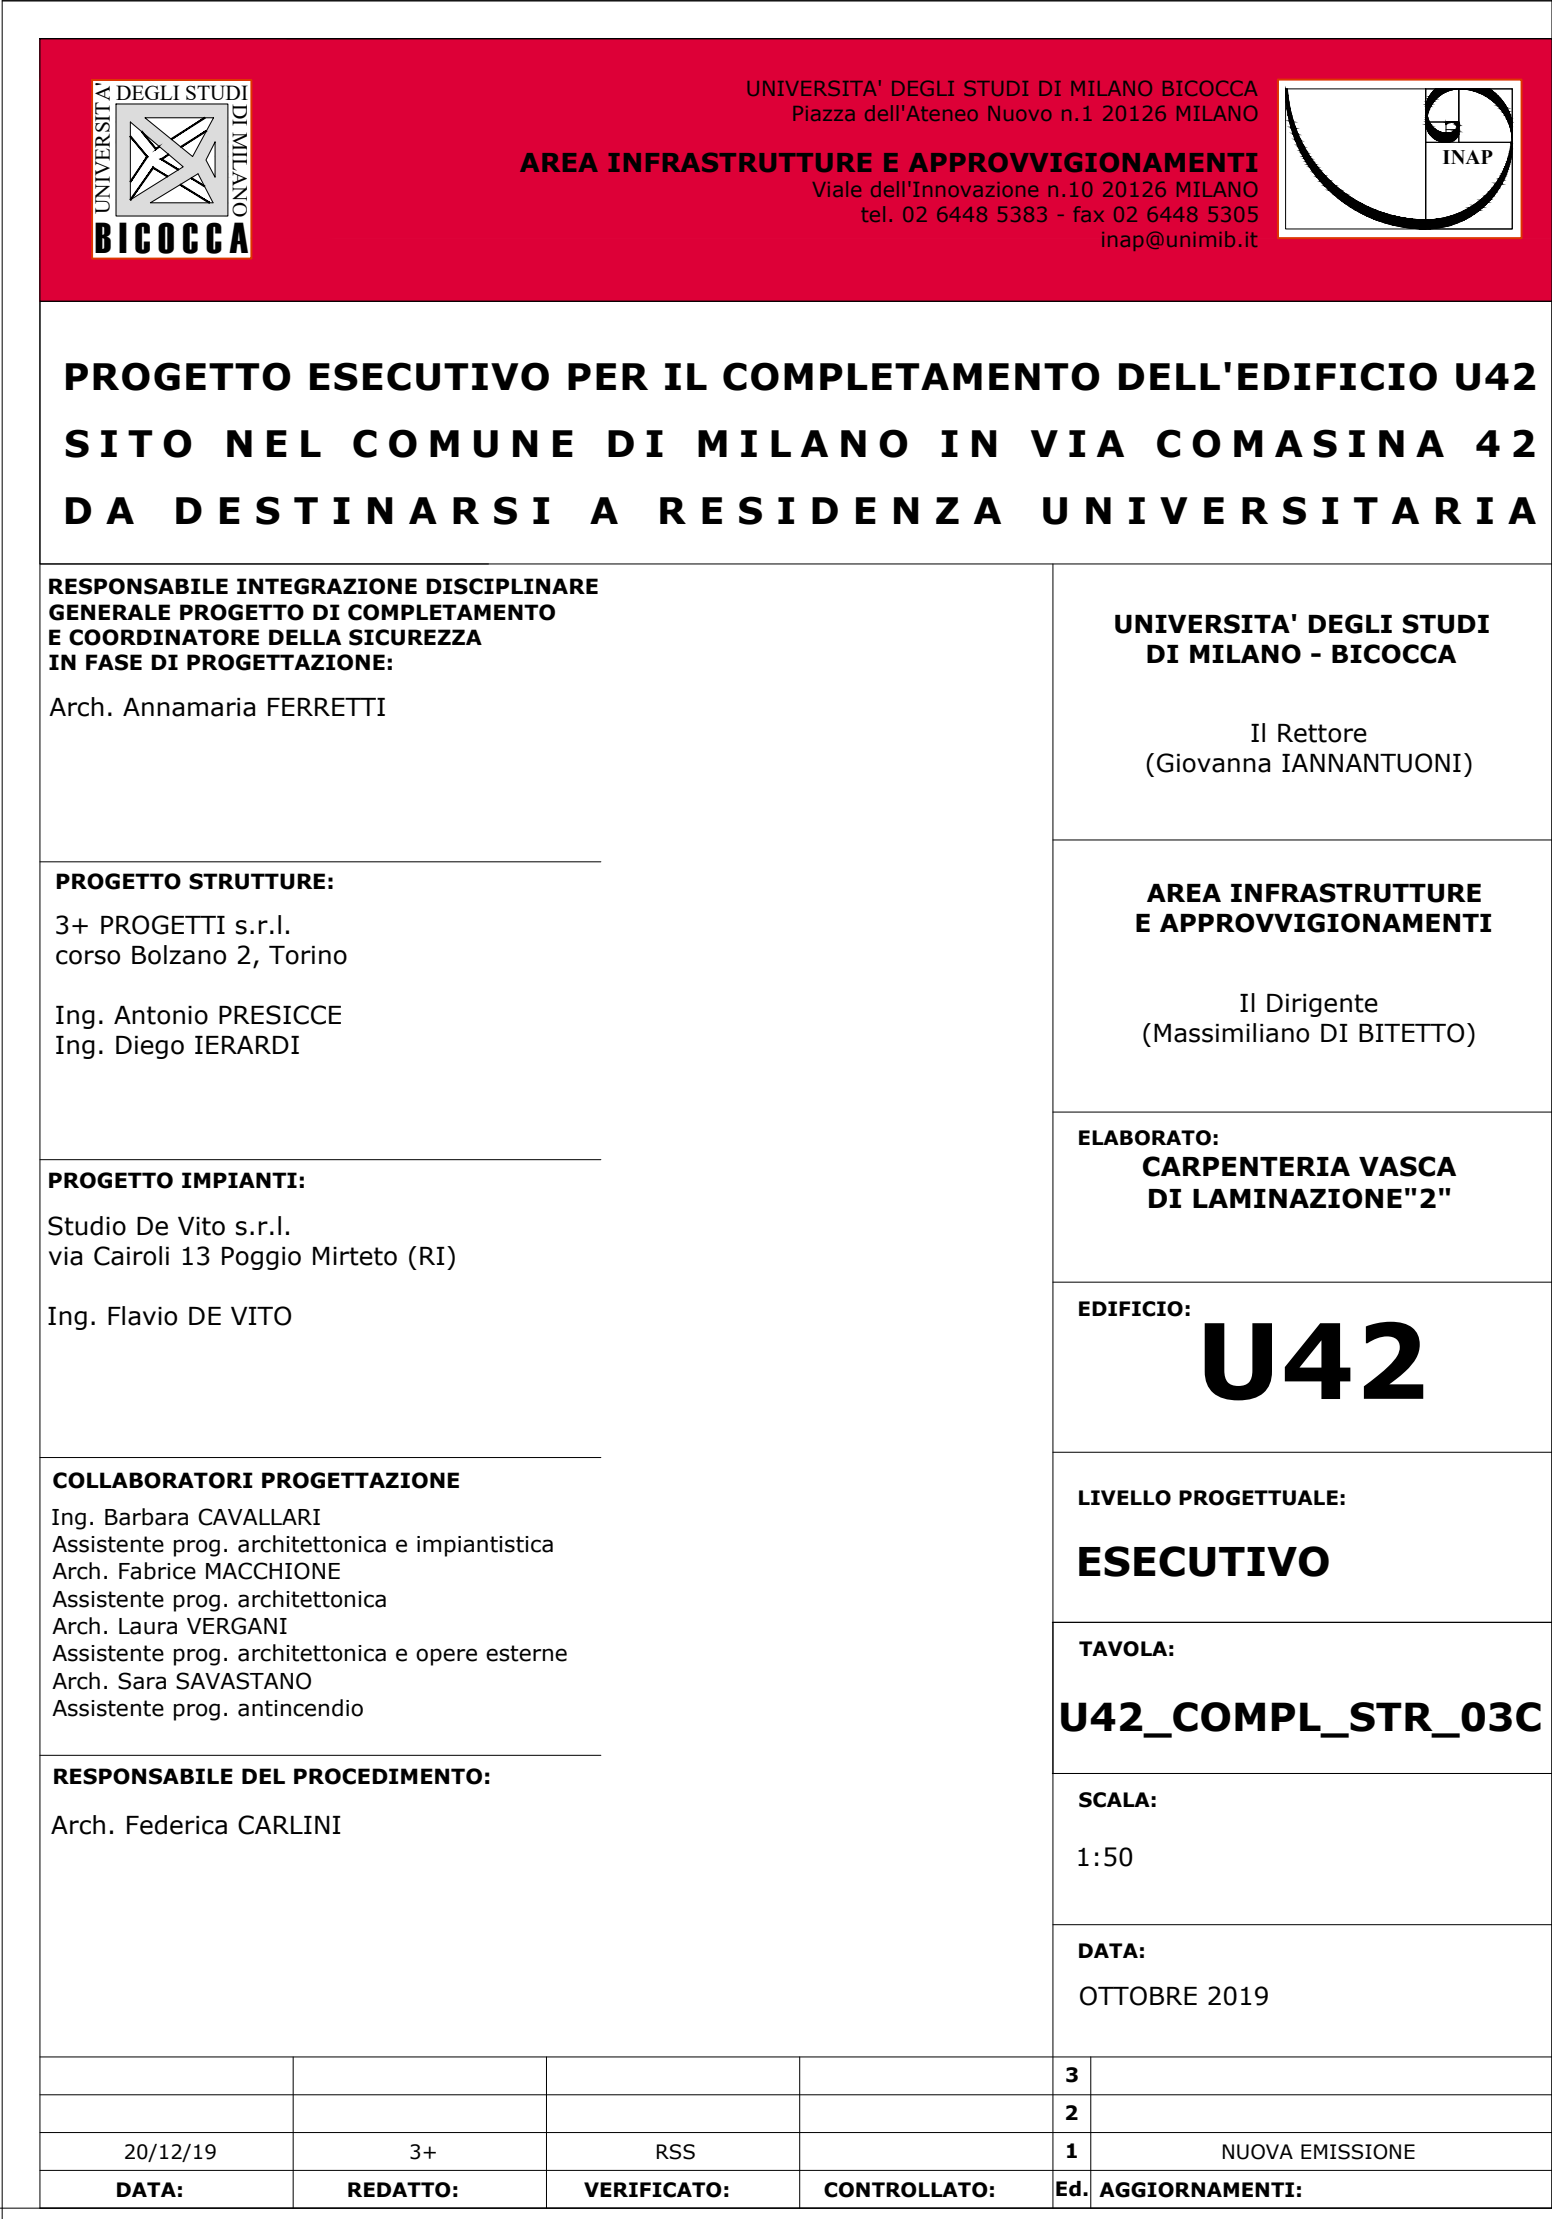 UNIVERSITA' DEGLI STUDI DI MILANO
BICOCCA
UNIVERSITA' DEGLI STUDI DI MILANO BICOCCA
Piazza dell'Ateneo Nuovo n.1 20126 MILANO
AREA INFRASTRUTTURE E APPROVVIGIONAMENTI
Viale dell'Innovazione n.10 20126 MILANO
tel. 02 6448 5383 - fax 02 6448 5305
inap@unimib.it
INAP
PROGETTO ESECUTIVO PER IL COMPLETAMENTO DELL'EDIFICIO U42
SITO NEL COMUNE DI MILANO IN VIA COMASINA 42
DA DESTINARSI A RESIDENZA UNIVERSITARIA
RESPONSABILE INTEGRAZIONE DISCIPLINARE
GENERALE PROGETTO DI COMPLETAMENTO
E COORDINATORE DELLA SICUREZZA
IN FASE DI PROGETTAZIONE:
Arch. Annamaria FERRETTI
PROGETTO STRUTTURE:
3+ PROGETTI s.r.l.
corso Bolzano 2, Torino
Ing. Antonio PRESICCE
Ing. Diego IERARDI
PROGETTO IMPIANTI:
Studio De Vito s.r.l.
via Cairoli 13 Poggio Mirteto (RI)
Ing. Flavio DE VITO
COLLABORATORI PROGETTAZIONE
Ing. Barbara CAVALLARI
Assistente prog. architettonica e impiantistica
Arch. Fabrice MACCHIONE
Assistente prog. architettonica
Arch. Laura VERGANI
Assistente prog. architettonica e opere esterne
Arch. Sara SAVASTANO
Assistente prog. antincendio
RESPONSABILE DEL PROCEDIMENTO:
Arch. Federica CARLINI
UNIVERSITA' DEGLI STUDI
DI MILANO - BICOCCA
Il Rettore
(Giovanna IANNANTUONI)
AREA INFRASTRUTTURE
E APPROVVIGIONAMENTI
Il Dirigente
(Massimiliano DI BITETTO)
ELABORATO:
CARPENTERIA VASCA
DI LAMINAZIONE"2"
EDIFICIO:
U42
LIVELLO PROGETTUALE:
ESECUTIVO
TAVOLA:
U42_COMPL_STR_03C
SCALA:
1:50
DATA:
OTTOBRE 2019
3
2
20/12/19 3+ RSS 1 NUOVA EMISSIONE
DATA: REDATTO: VERIFICATO: CONTROLLATO: Ed. AGGIORNAMENTI: